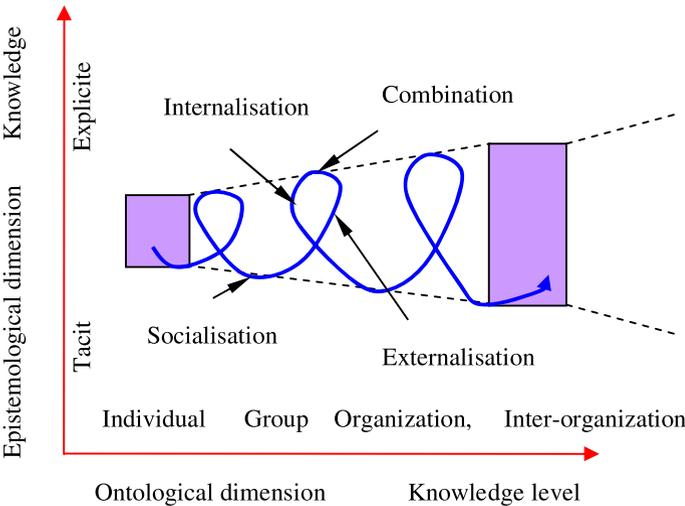 Knowledge
Explicite
Combination
Internalisation
Epistemological dimension
Tacit
Socialisation
Externalisation
Individual Group Organization, Inter-organization
Ontological dimension Knowledge level